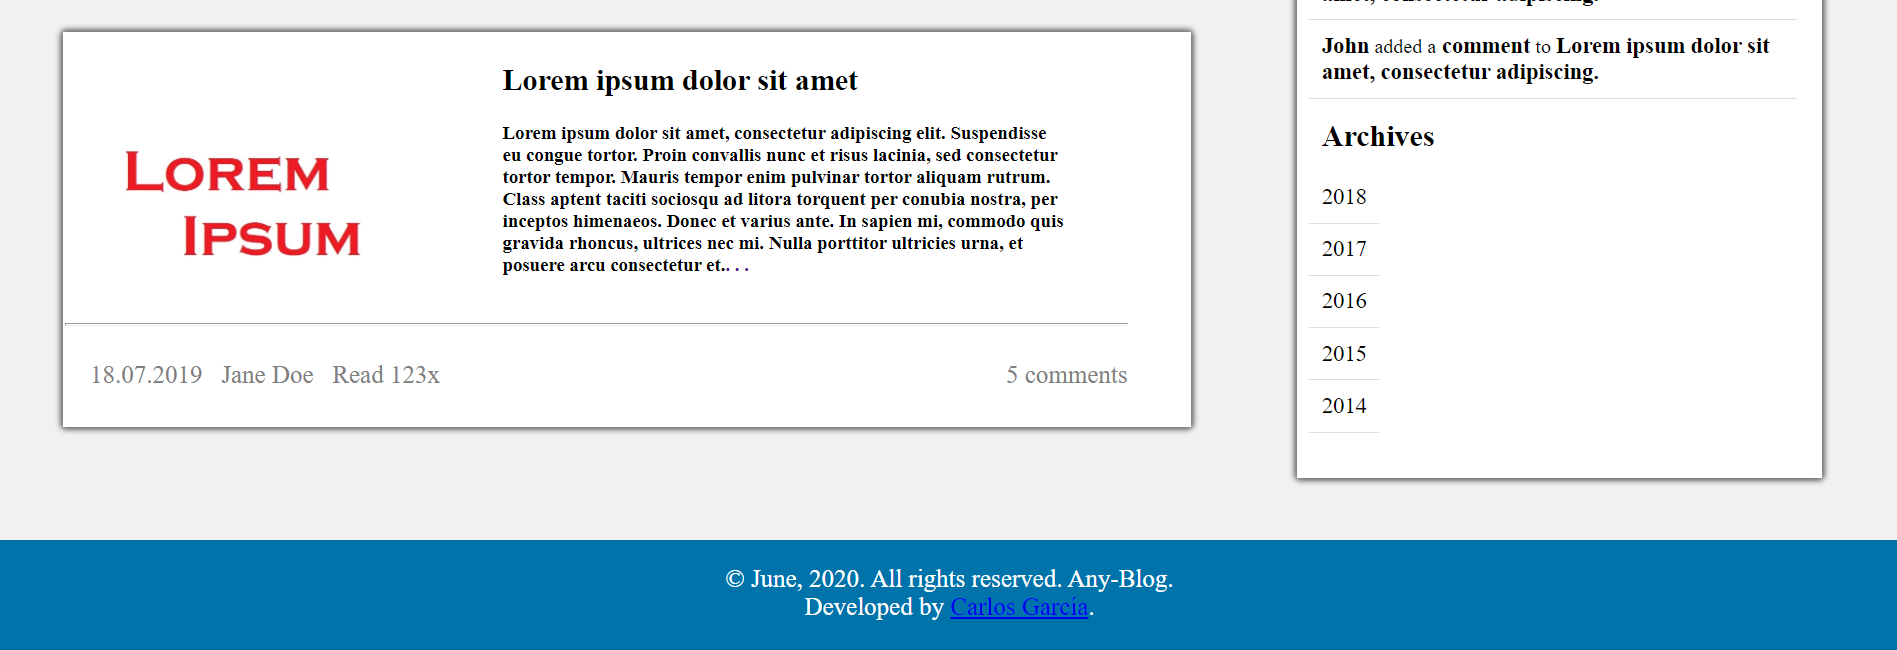 Lorem ipsum dolor sit amet
LOREM
IPSUM
Lorem ipsum dolor sit amet, consectetur adipiscing elit. Suspendisse
eu congue tortor. Proin convallis nunc et risus lacinia, sed consectetur
tortor tempor. Mauris tempor enim pulvinar tortor aliquam rutrum.
Class aptent taciti sociosqu ad litora torquent per conubia nostra, per
inceptos himenaeos. Donec et varius ante. In sapien mi, commodo quis
gravida rhoncus, ultrices nec mi. Nulla porttitor ultricies urna, et
posuere arcu consectetur et.. . .
18.07.2019 Jane Doe Read 123x
5 comments
amet, consectetur adipiscing.
John added a comment to Lorem ipsum dolor sit
amet, consectetur adipiscing.
Archives
2018
2017
2016
2015
2014
© June, 2020. All rights reserved. Any-Blog.
Developed by Carlos García.